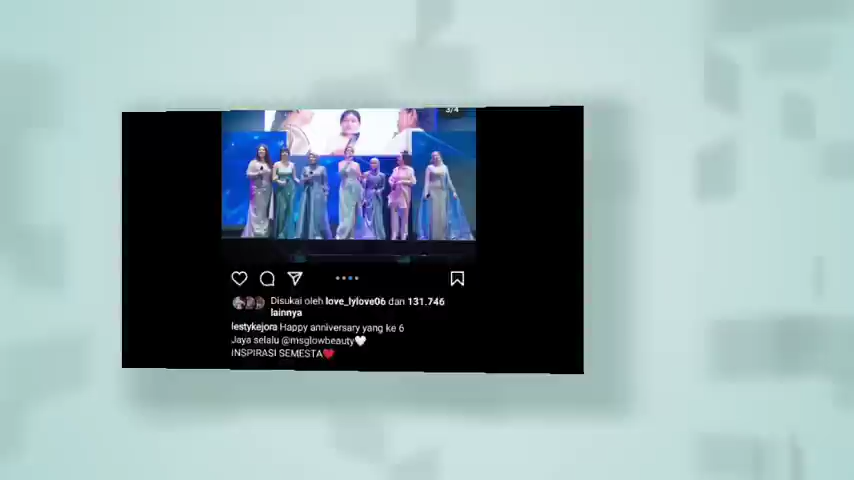 3/4
Disukai oleh love_lylove06 dan 131.746
lainnya
lestykejora Happy anniversary yang ke 6
Jaya selalu @msglowbeauty🤍
INSPIRASI SEMESTA❤️